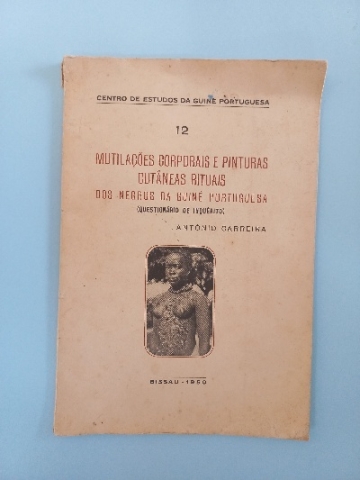 CENTRO DE ESTUDOS DA GUINÉ PORTUGUESA
12
MUTILAÇÕES CORPORAIS E PINTURAS
CUTÂNEAS RITUAIS
DOS NEGROS DA GUINÉ PORTUGUESA
(QUESTIONÁRIO DE INQUÉRITO)
ANTÓNIO CARREIRA
BISSAU - 1950